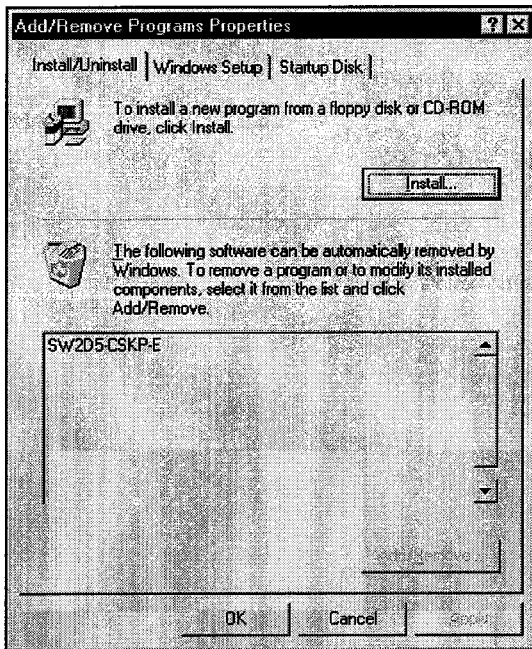 Add/Remove Programs Properties
Install/Uninstall
Windows Setup
Startup Disk
To install a new program from a floppy disk or CD-ROM
drive, click Install.
Install...
The following software can be automatically removed by
Windows. To remove a program or to modify its installed
components, select it from the list and click
Add/Remove.
SW2D5-CSKP-E
Add/Remove...
OK
Cancel
Apply